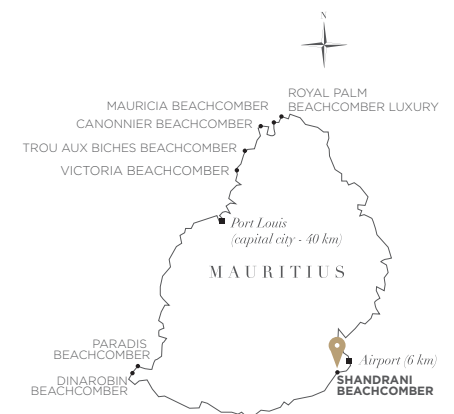 N
ROYAL PALM
BEACHCOMBER LUXURY
MAURICIA BEACHCOMBER
CANONNIER BEACHCOMBER
TROU AUX BICHES BEACHCOMBER
VICTORIA BEACHCOMBER
Port Louis
(capital city - 40 km)
MAURITIUS
PARADIS
BEACHCOMBER
DINAROBIN
BEACHCOMBER
Airport (6 km)
SHANDRANI
BEACHCOMBER